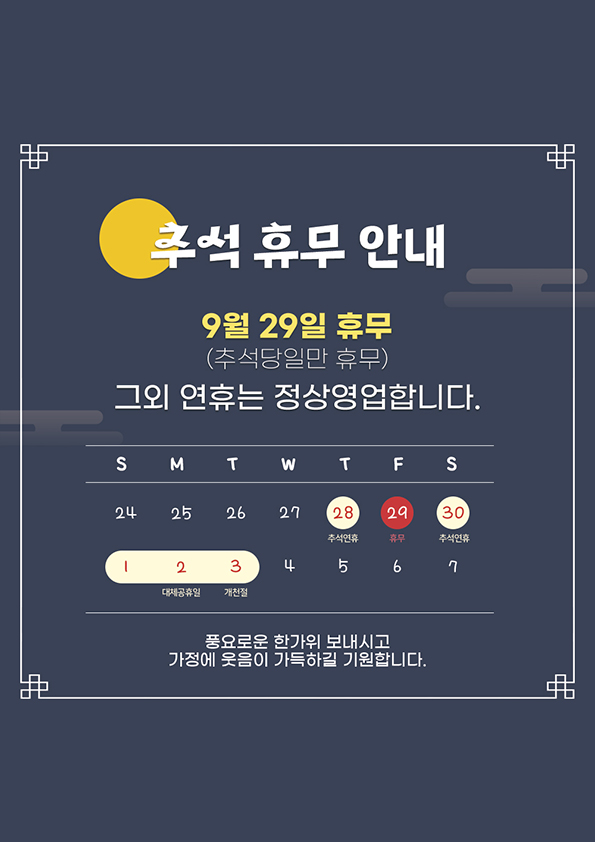 추석 휴무 안내
9월 29일 휴무
(추석당일만 휴무)
그외 연휴는 정상영업합니다.
S M T W T F S
24 25 26 27 28 29 30
추석연휴 휴무 추석연휴
1 2 3 4 5 6 7
대체공휴일 개천절
풍요로운 한가위 보내시고
가정에 웃음이 가득하길 기원합니다.